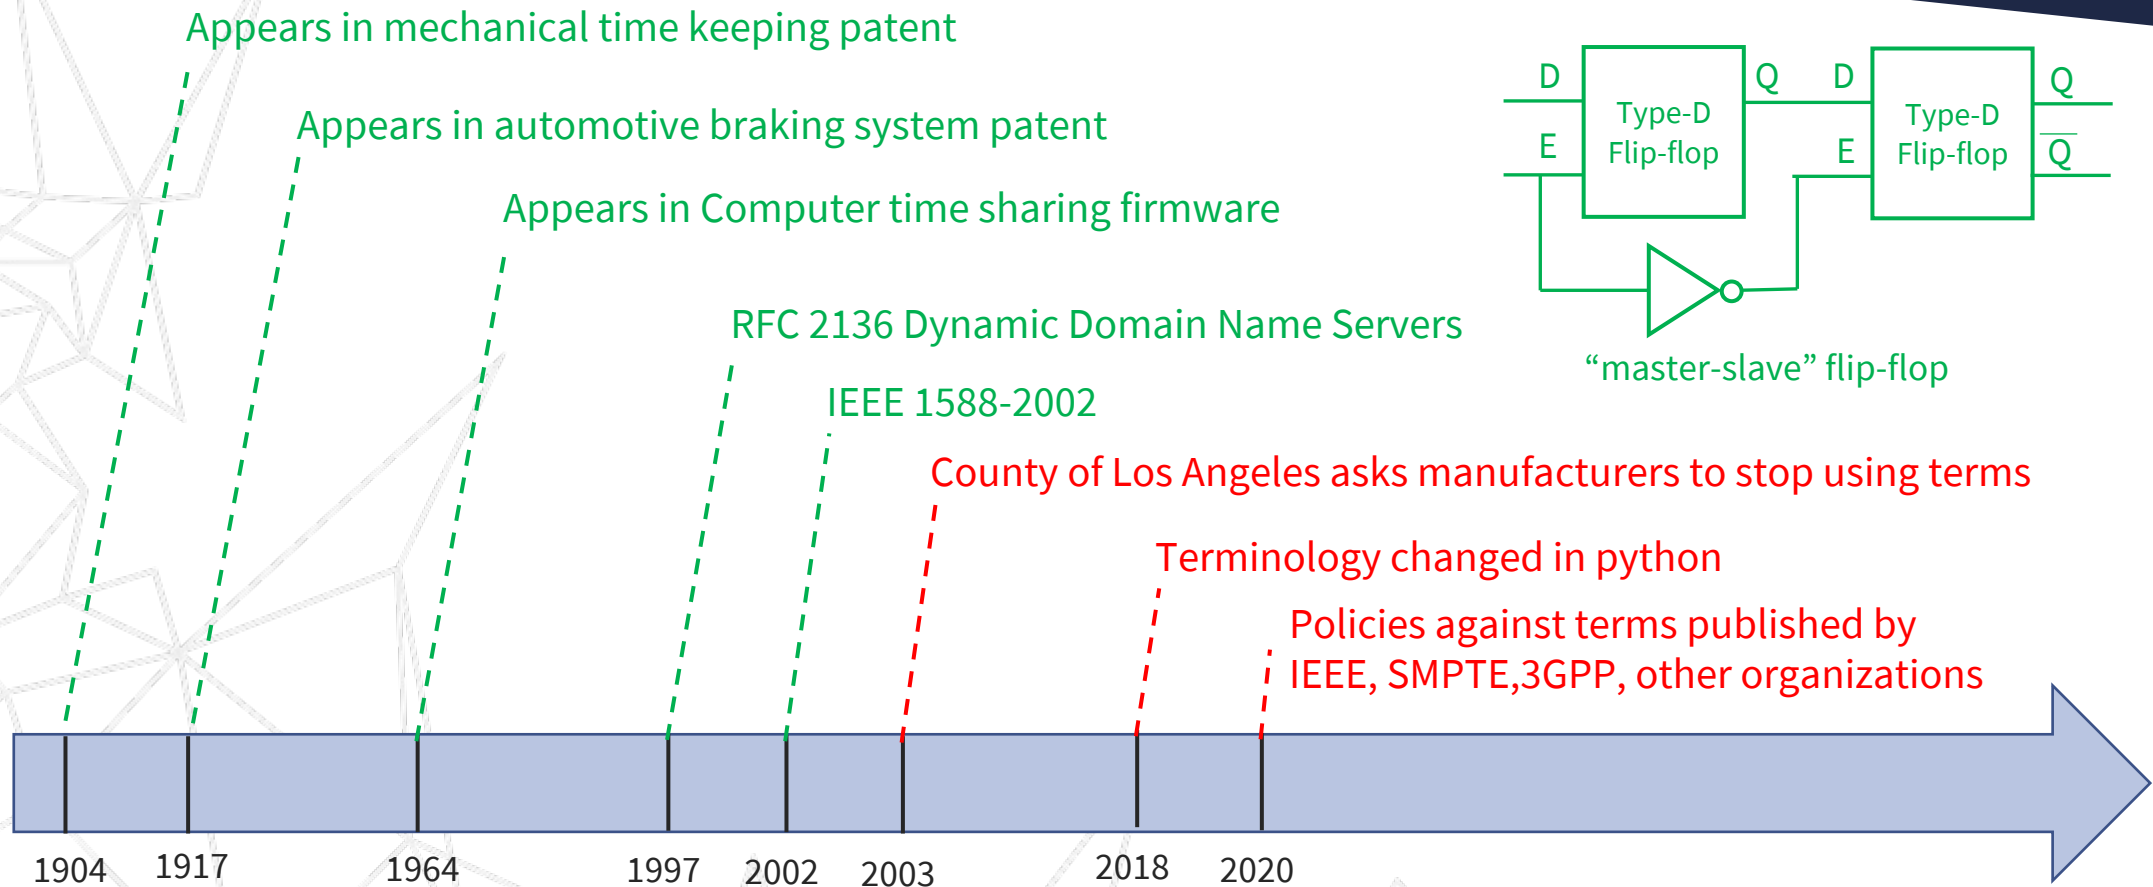 Appears in mechanical time keeping patent
Appears in automotive braking system patent
Appears in Computer time sharing firmware
RFC 2136 Dynamic Domain Name Servers
IEEE 1588-2002
County of Los Angeles asks manufacturers to stop using terms
Terminology changed in python
Policies against terms published by
IEEE, SMPTE,3GPP, other organizations
D
E
Type-D
Flip-flop
Q
D
E
Type-D
Flip-flop
Q
Q̅
“master-slave” flip-flop
1904
1917
1964
1997
2002
2003
2018
2020